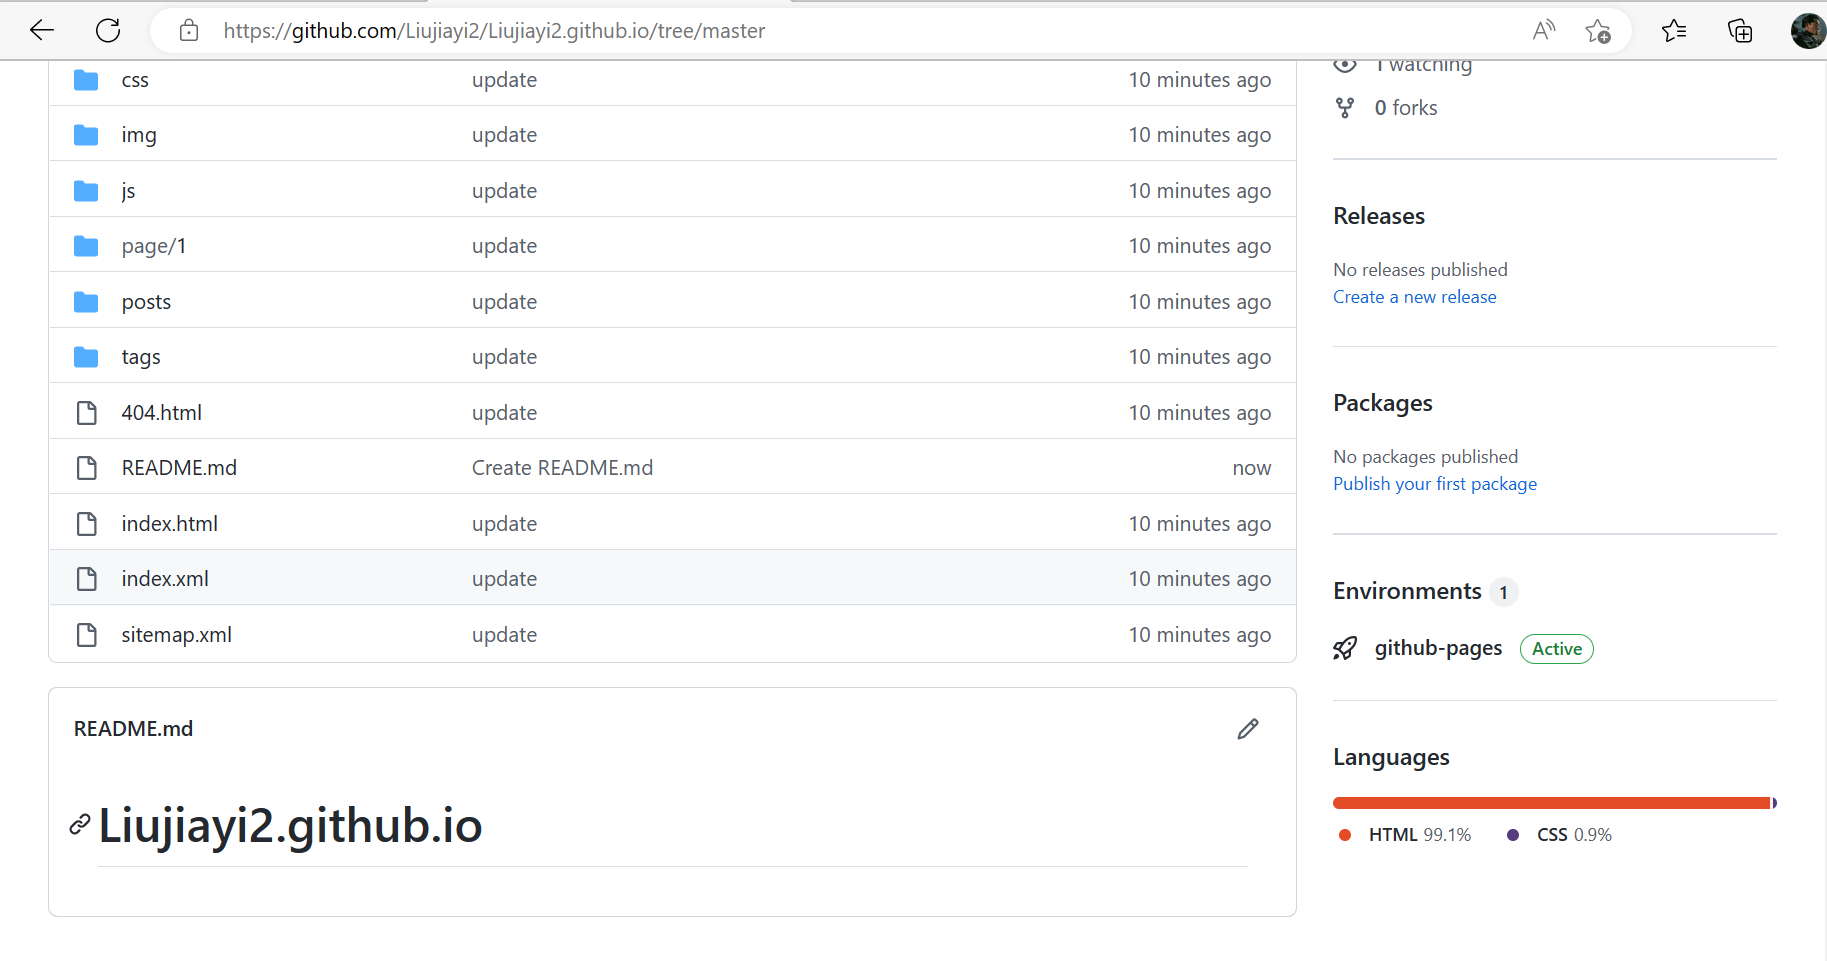 https://github.com/Liujiayi2/Liujiayi2.github.io/tree/master
css update 10 minutes ago
img update 10 minutes ago
js update 10 minutes ago
page/1 update 10 minutes ago
posts update 10 minutes ago
tags update 10 minutes ago
404.html update 10 minutes ago
README.md Create README.md now
index.html update 10 minutes ago
index.xml update 10 minutes ago
sitemap.xml update 10 minutes ago
README.md
Liujiayi2.github.io
1 watching
0 forks
Releases
No releases published
Create a new release
Packages
No packages published
Publish your first package
Environments 1
github-pages Active
Languages
HTML 99.1% CSS 0.9%